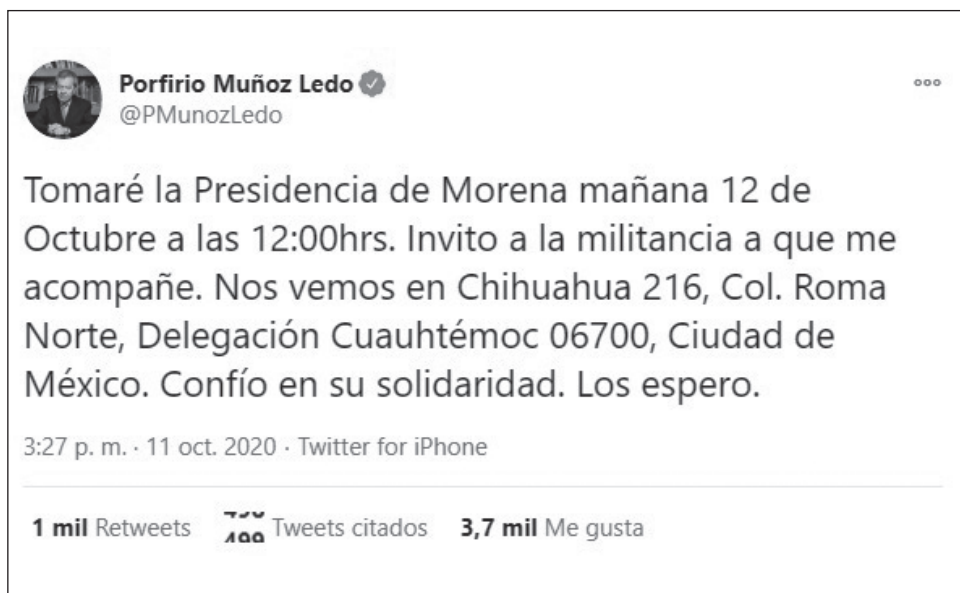 Porfirio Muñoz Ledo
@PMunozLedo
Tomaré la Presidencia de Morena mañana 12 de
Octubre a las 12:00hrs. Invito a la militancia a que me
acompañe. Nos vemos en Chihuahua 216, Col. Roma
Norte, Delegación Cuauhtémoc 06700, Ciudad de
México. Confío en su solidaridad. Los espero.
3:27 p. m. · 11 oct. 2020 · Twitter for iPhone
1 mil Retweets Tweets citados 3,7 mil Me gusta